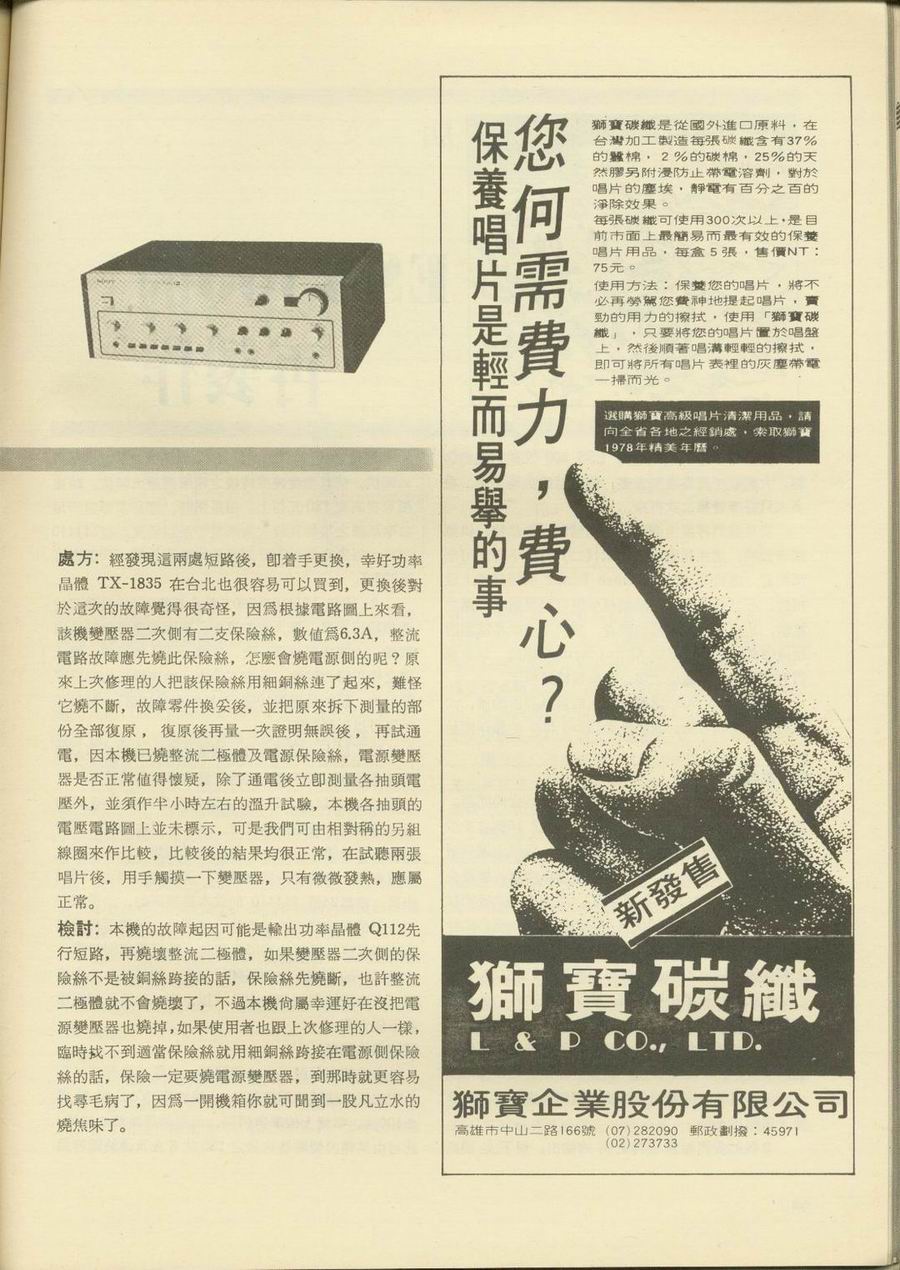 處方：經發現這兩處短路後，卽着手更換，幸好功率
晶體 TX-1835 在台北也很容易可以買到，更換後對
於這次的故障覺得很奇怪，因爲根據電路圖上來看，
該機變壓器二次側有二支保險絲，數値爲6.3A，整流
電路故障應先燒此保險絲，怎麽會燒電源側的呢？原
來上次修理的人把該保險絲用細銅絲連了起來，難怪
它燒不斷，故障零件換妥後，並把原來拆下測量的部
份全部復原，復原後再量一次證明無誤後，再試通
電，因本機已燒整流二極體及電源保險絲，電源變壓
器是否正常値得懷疑，除了通電後立卽測量各抽頭電
壓外，並須作半小時左右的溫升試驗，本機各抽頭的
電壓電路圖上並未標示，可是我們可由相對稱的另組
線圈來作比較，比較後的結果均很正常，在試聽兩張
唱片後，用手觸摸一下變壓器，只有微微發熱，應屬
正常。
檢討：本機的故障起因可能是輸出功率晶體 Q112先
行短路，再燒壞整流二極體，如果變壓器二次側的保
險絲不是被銅絲跨接的話，保險絲先燒斷，也許整流
二極體就不會燒壞了，不過本機尙屬幸運好在沒把電
源變壓器也燒掉，如果使用者也跟上次修理的人一樣，
臨時找不到適當保險絲就用細銅絲跨接在電源側保險
絲的話，保險一定要燒電源變壓器，到那時就更容易
找尋毛病了，因爲一開機箱你就可聞到一股凡立水的
燒焦味了。
您何需費力，費心？
保養唱片是輕而易舉的事
獅寶碳纖是從國外進口原料，在
台灣加工製造每張碳纖含有37%
的蠶棉，2%的碳棉，25%的天
然膠另附浸防止帶電溶劑，對於
唱片的塵埃，靜電有百分之百的
淨除效果。
每張碳纖可使用300次以上，是目
前市面上最簡易而最有效的保養
唱片用品，每盒5張，售價NT：
75元。
使用方法：保養您的唱片，將不
必再勞駕您費神地提起唱片，賣
勁的用力的擦拭，使用「獅寶碳
纖」，只要將您的唱片置於唱盤
上，然後順著唱溝輕輕的擦拭，
即可將所有唱片表裡的灰塵帶電
一掃而光。
選購獅寶高級唱片清潔用品，請
向全省各地之經銷處，索取獅寶
1978年精美年曆。
新發售
獅寶碳纖
L & P CO., LTD.
獅寶企業股份有限公司
高雄市中山二路166號 (07)282090 郵政劃撥：45971
(02)273733